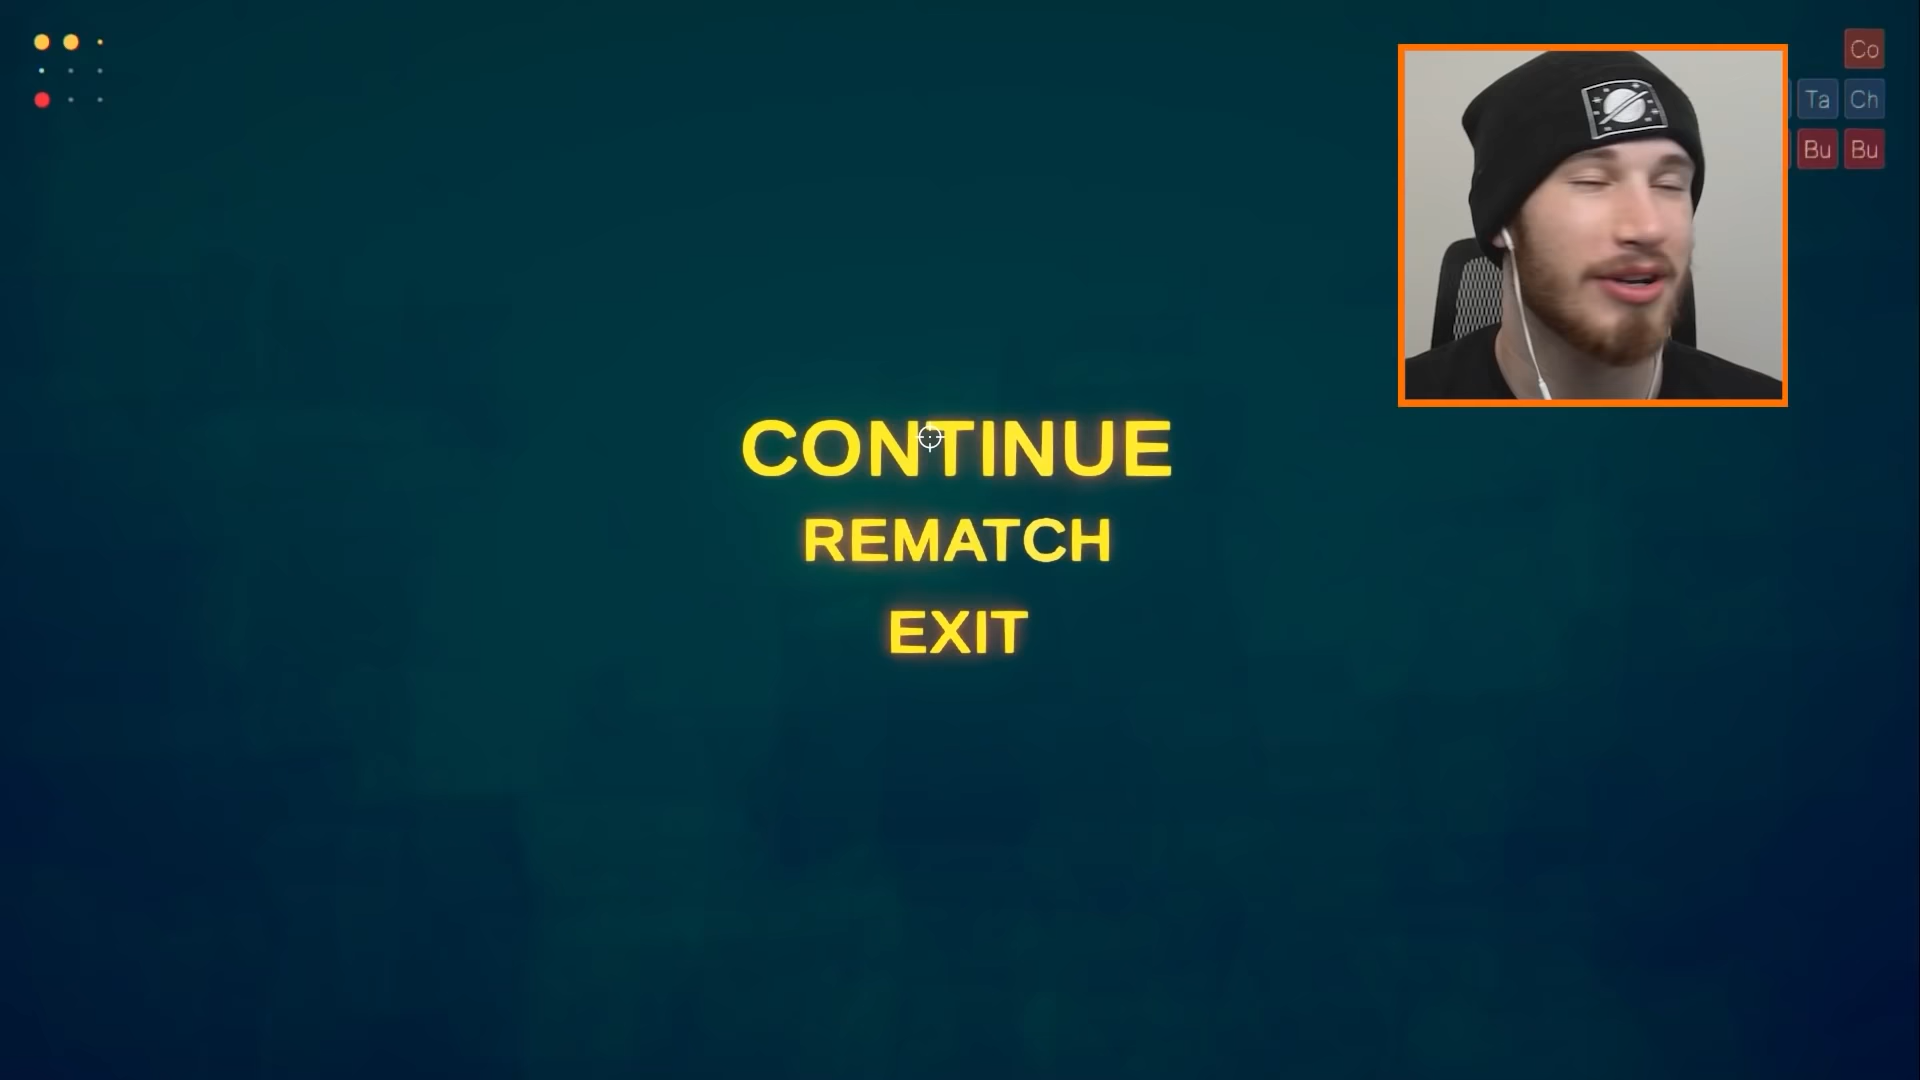 Co
Ta Ch
Bu Bu
CONTINUE
REMATCH
EXIT